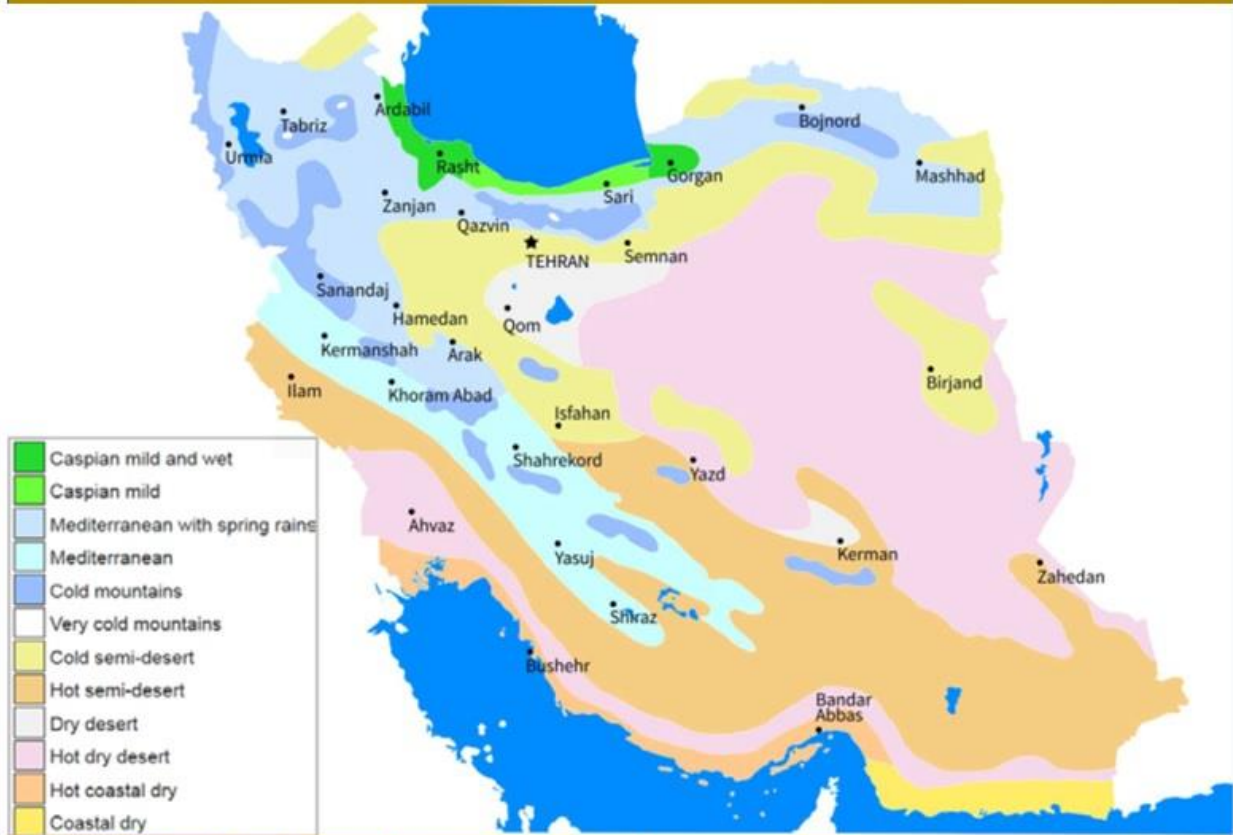 Ardabil
Tabriz
Bojnord
Urmia
Rasht
Gorgan
Mashhad
Sari
Zanjan
Qazvin
TEHRAN
Semnan
Sanandaj
Hamedan
Qom
Kermanshah
Arak
Birjand
Ilam
Khoram Abad
Isfahan
Shahrekord
Yazd
Ahvaz
Yasuj
Kerman
Zahedan
Shiraz
Bushehr
Bandar
Abbas
Caspian mild and wet
Caspian mild
Mediterranean with spring rains
Mediterranean
Cold mountains
Very cold mountains
Cold semi-desert
Hot semi-desert
Dry desert
Hot dry desert
Hot coastal dry
Coastal dry